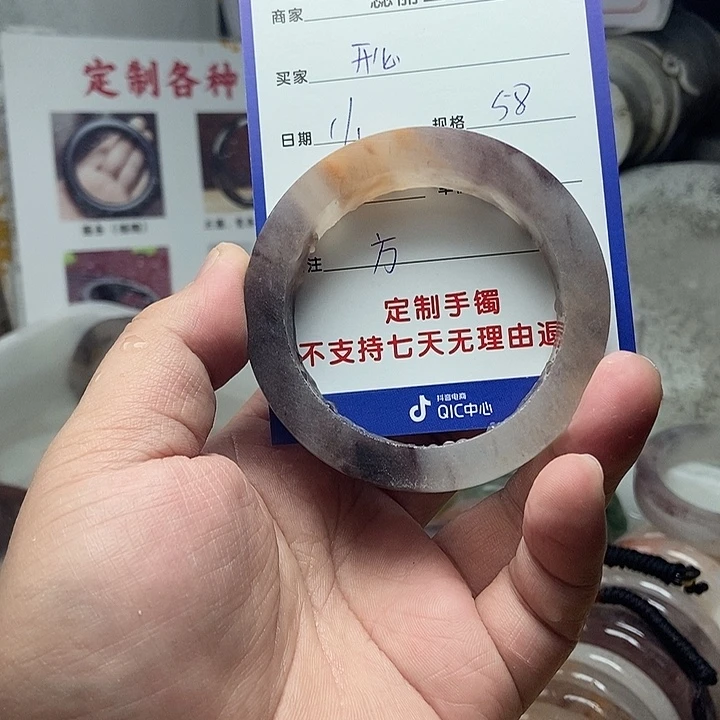 定制各种
商家
买家 开心
日期 1/1 规格 58
注 方
定制手镯
不支持七天无理由退
抖音电商
QIC中心